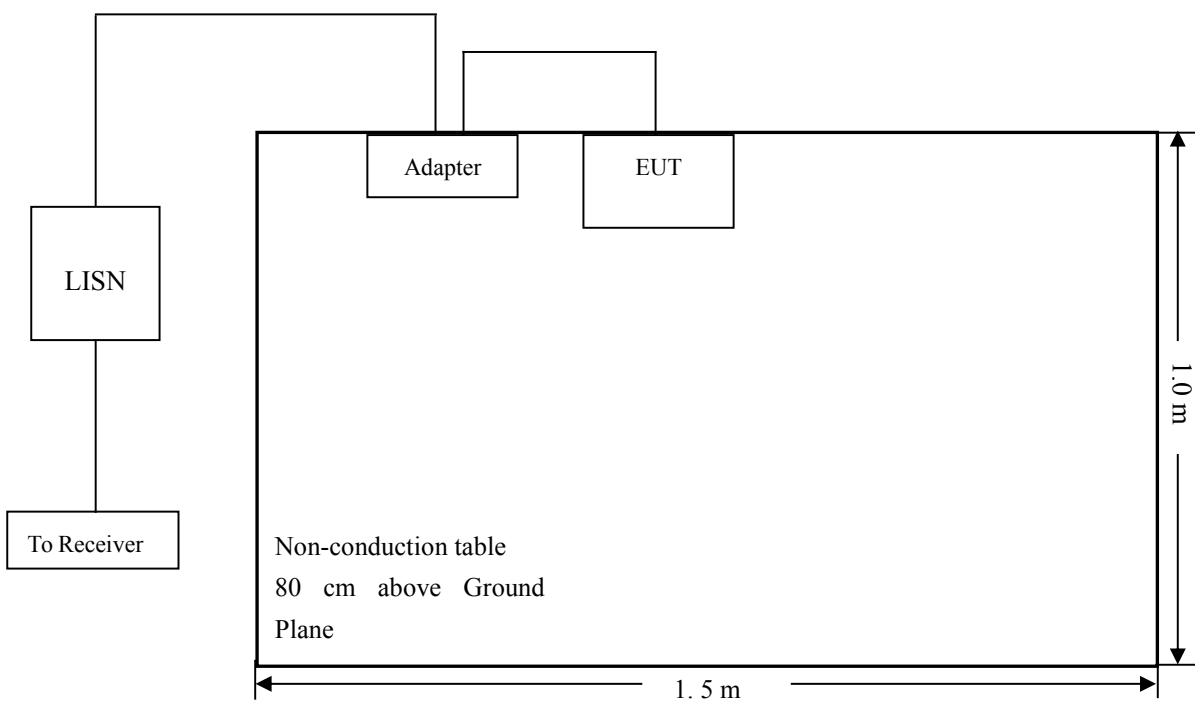 Adapter
EUT
LISN
1.0 m
To Receiver
Non-conduction table
80 cm above Ground
Plane
1. 5 m